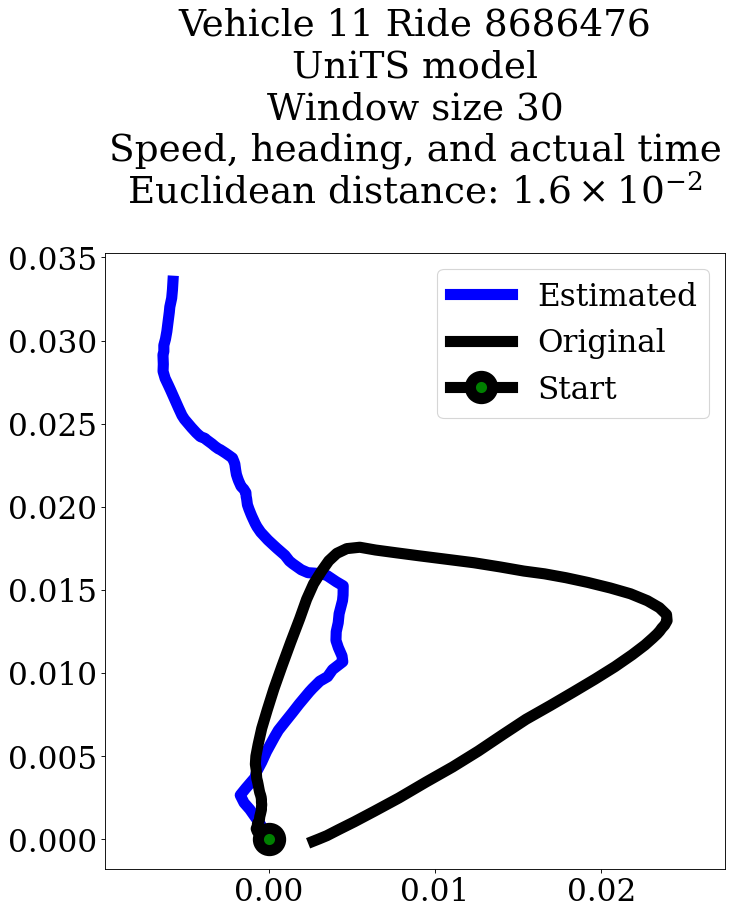 Vehicle 11 Ride 8686476
UniTS model
Window size 30
Speed, heading, and actual time
Euclidean distance: 1.6 × 10⁻²
0.035
0.030
0.025
0.020
0.015
0.010
0.005
0.000
Estimated
Original
Start
0.00
0.01
0.02